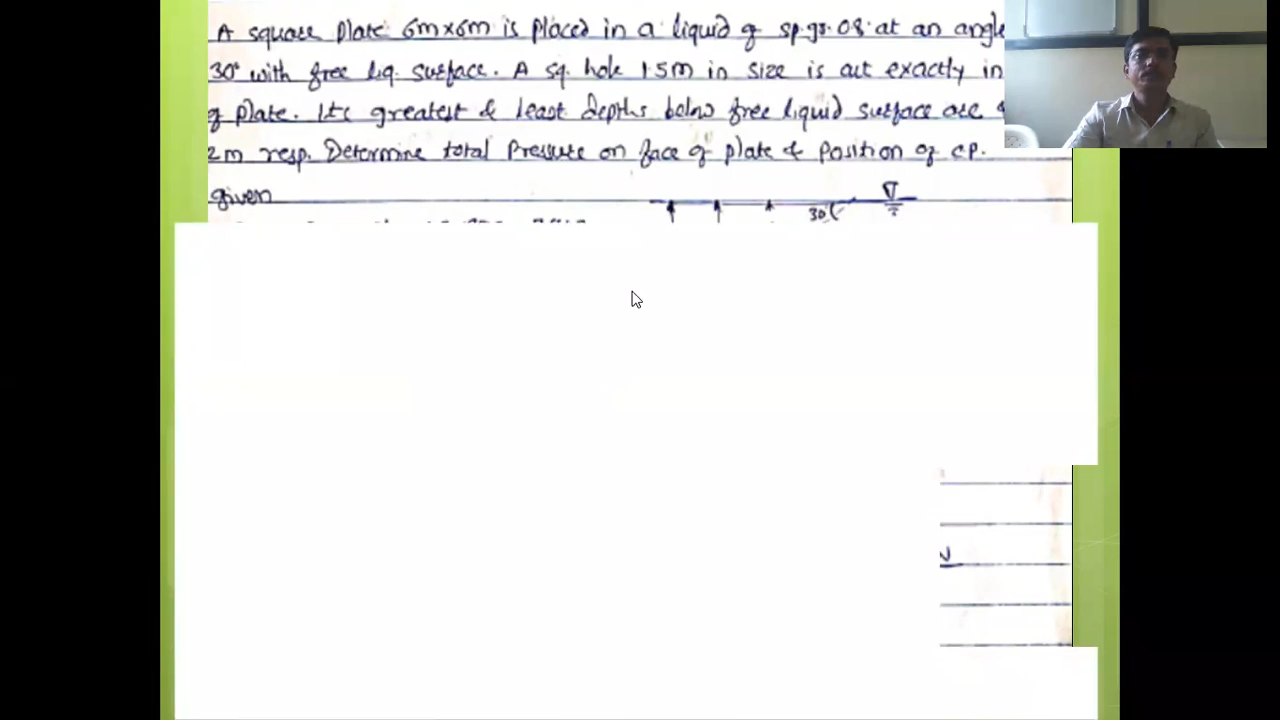 A square plate 6mx6m is placed in a liquid of sp.gr. 0.8 at an angle
30° with free liq. surface. A sq. hole 1.5m in size is cut exactly in
of plate. Its greatest & least depths below free liquid surface are
2m resp. Determine total pressure on face of plate & position of CP.
given
30